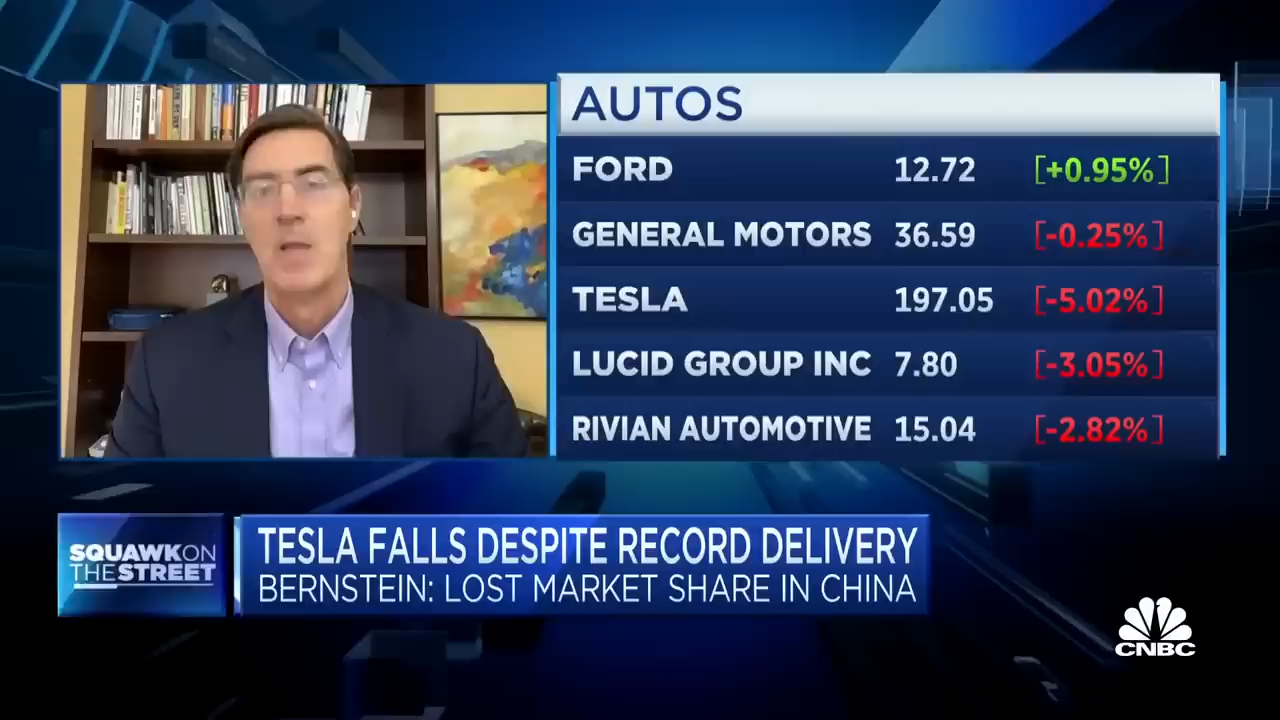 AUTOS
FORD 12.72 [+0.95%]
GENERAL MOTORS 36.59 [-0.25%]
TESLA 197.05 [-5.02%]
LUCID GROUP INC 7.80 [-3.05%]
RIVIAN AUTOMOTIVE 15.04 [-2.82%]
SQUAWK ON
THE STREET
TESLA FALLS DESPITE RECORD DELIVERY
BERNSTEIN: LOST MARKET SHARE IN CHINA
CNBC